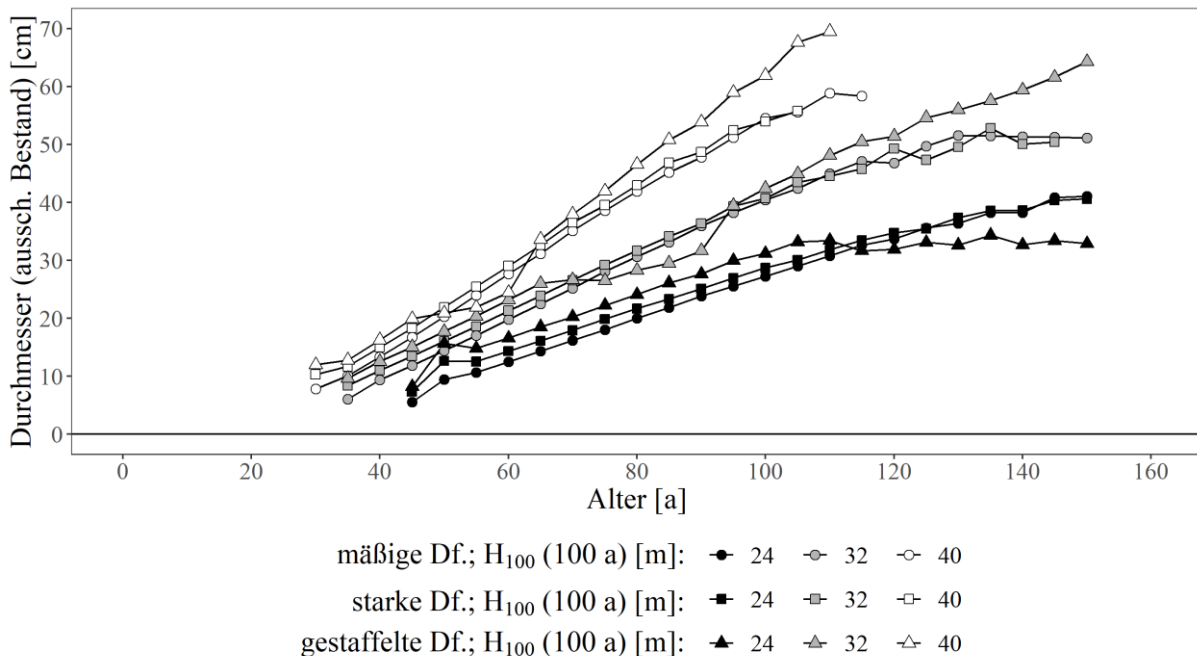 Durchmesser (aussch. Bestand) [cm]
70
60
50
40
30
20
10
0
0 20 40 60 80 100 120 140 160
Alter [a]
mäßige Df.; H₁₀₀ (100 a) [m]: 24 32 40
starke Df.; H₁₀₀ (100 a) [m]: 24 32 40
gestaffelte Df.; H₁₀₀ (100 a) [m]: 24 32 40